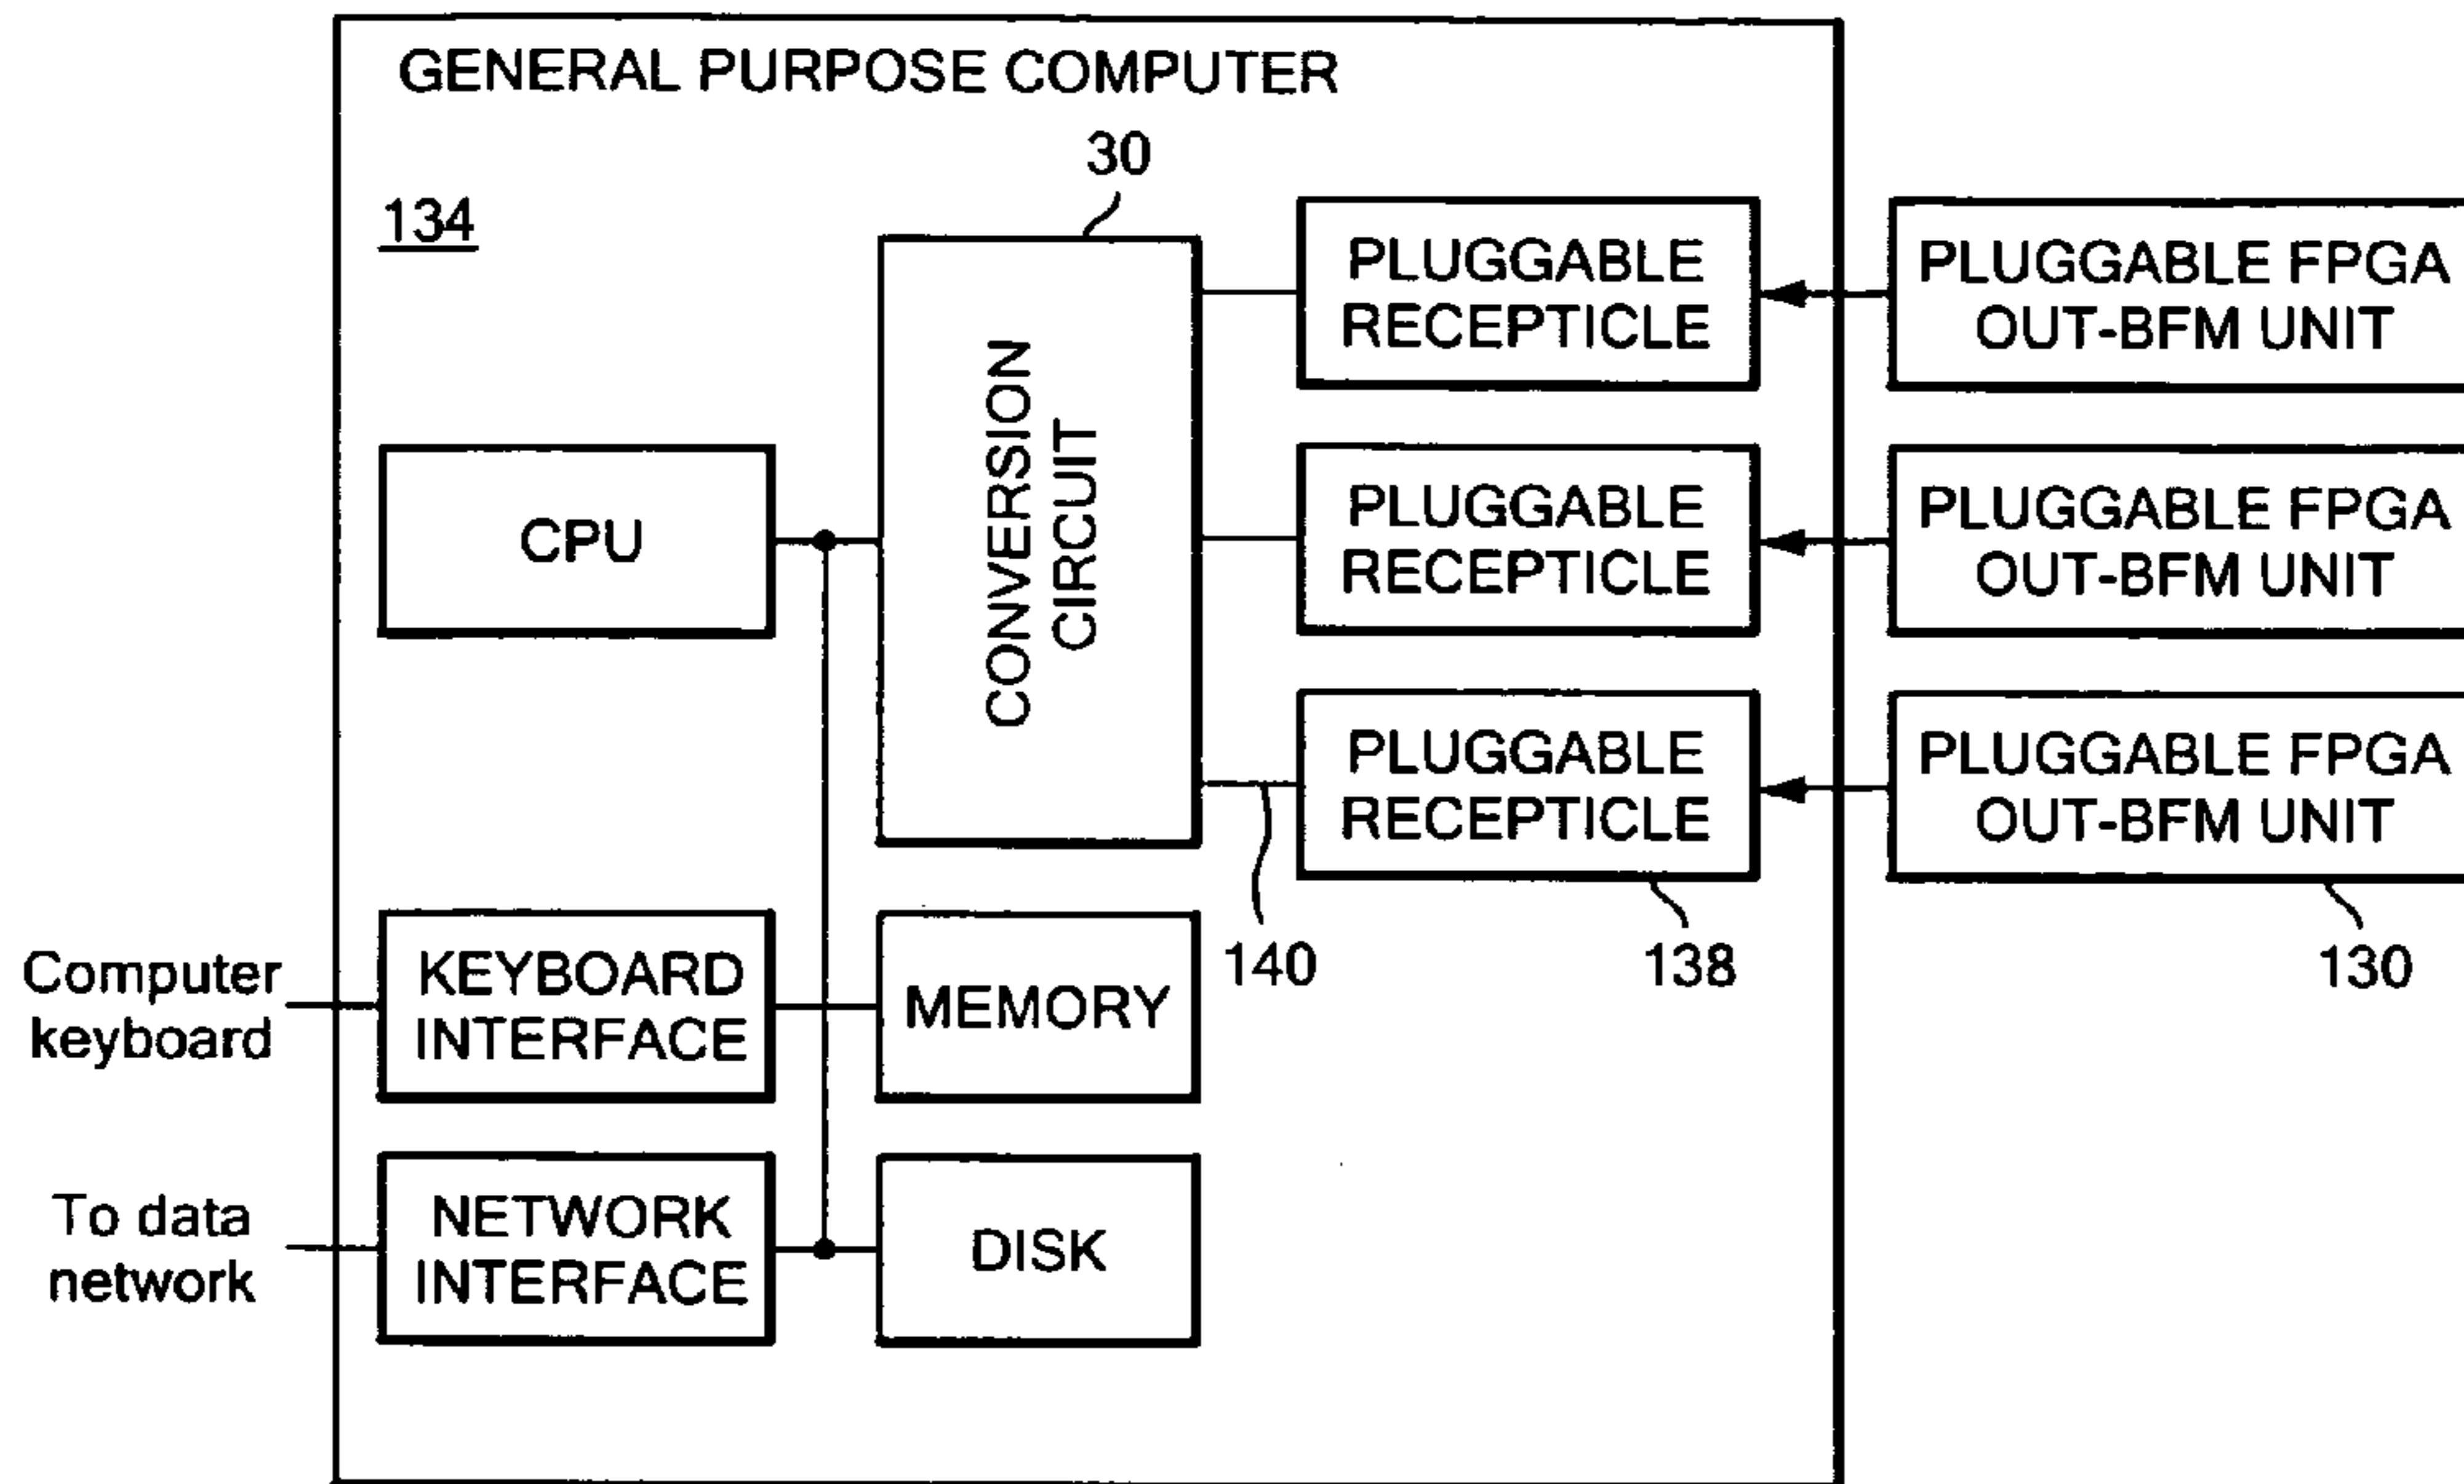 GENERAL PURPOSE COMPUTER
30
134
PLUGGABLE
RECEPTICLE
PLUGGABLE FPGA
OUT-BFM UNIT
CONVERSION
CIRCUIT
CPU
PLUGGABLE
RECEPTICLE
PLUGGABLE FPGA
OUT-BFM UNIT
PLUGGABLE
RECEPTICLE
PLUGGABLE FPGA
OUT-BFM UNIT
140
138
130
Computer
keyboard
KEYBOARD
INTERFACE
MEMORY
To data
network
NETWORK
INTERFACE
DISK